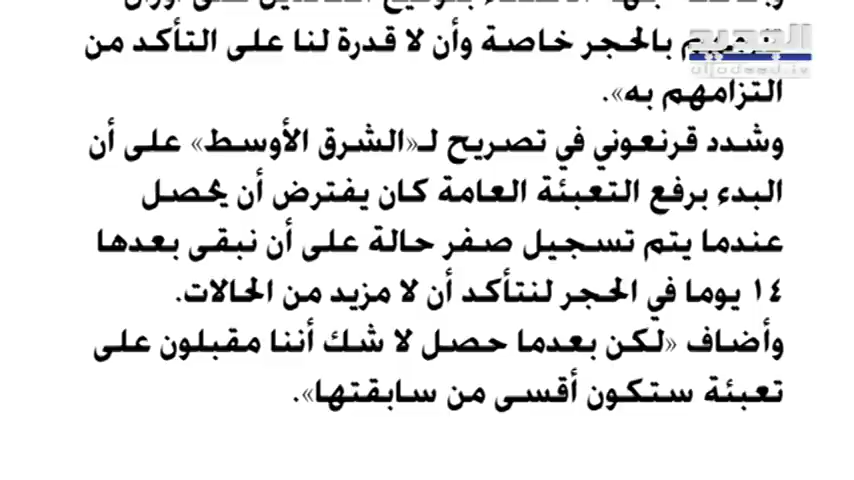 بالحجر خاصة وأن لا قدرة لنا على التأكد من
التزامهم به».
وشدد قرنعوني في تصريح لـ«الشرق الأوسط» على أن
البدء برفع التعبئة العامة كان يفترض أن يحصل
عندما يتم تسجيل صفر حالة على أن نبقى بعدها
١٤ يوما في الحجر لنتأكد أن لا مزيد من الحالات.
وأضاف «لكن بعدما حصل لا شك أننا مقبلون على
تعبئة ستكون أقسى من سابقتها».
الجديد
aljadeed.tv